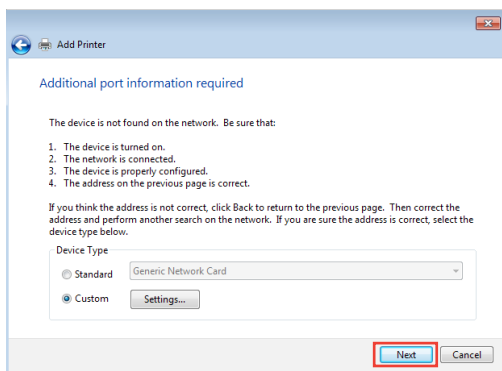 Add Printer
Additional port information required
The device is not found on the network. Be sure that:
1. The device is turned on.
2. The network is connected.
3. The device is properly configured.
4. The address on the previous page is correct.
If you think the address is not correct, click Back to return to the previous page. Then correct the
address and perform another search on the network. If you are sure the address is correct, select the
device type below.
Device Type
Standard Generic Network Card
Custom Settings...
Next Cancel